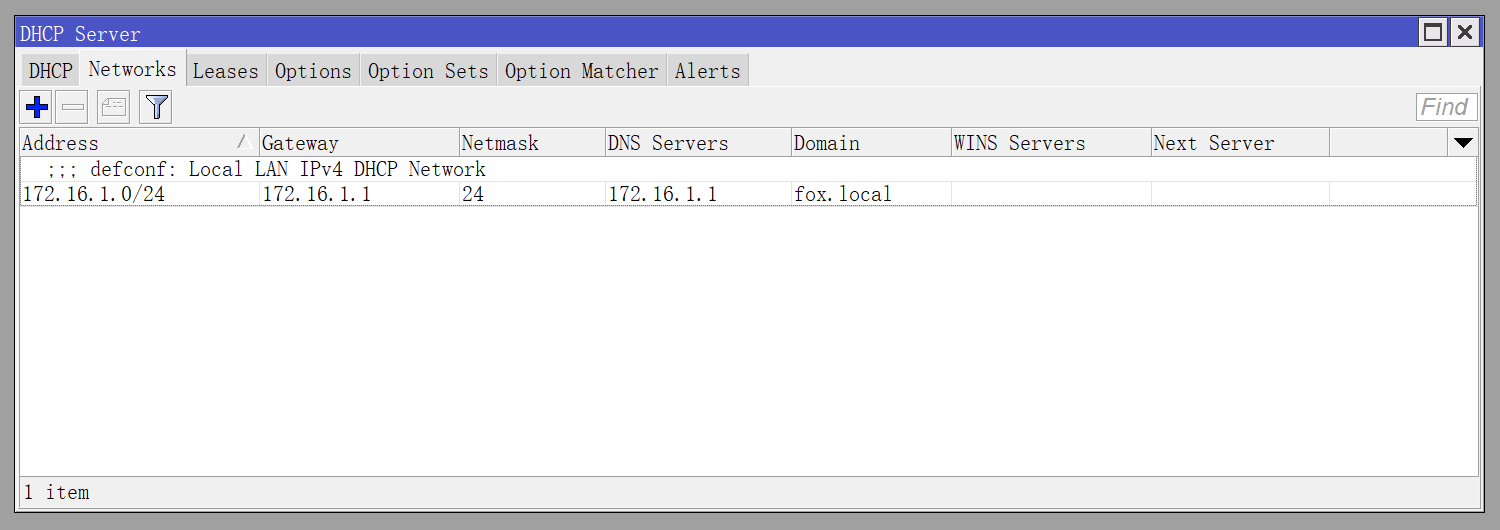 DHCP Server
DHCP Networks Leases Options Option Sets Option Matcher Alerts
Find
Address Gateway Netmask DNS Servers Domain WINS Servers Next Server
;;; defconf: Local LAN IPv4 DHCP Network
172.16.1.0/24 172.16.1.1 24 172.16.1.1 fox.local
1 item